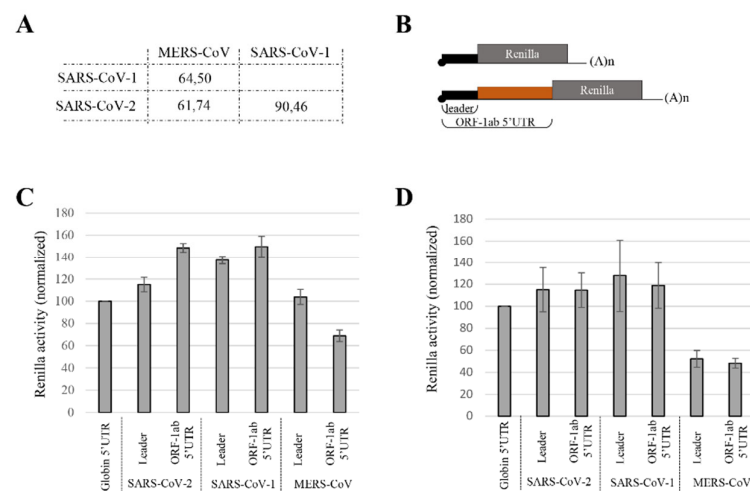 A
MERS-CoV SARS-CoV-1
SARS-CoV-1 64,50
SARS-CoV-2 61,74 90,46
B
Renilla
(A)n
Renilla
(A)n
leader
ORF-1ab 5'UTR
C
Renilla activity (normalized)
180
160
140
120
100
80
60
40
20
0
Globin 5'UTR
Leader
ORF-1ab 5'UTR
Leader
ORF-1ab 5'UTR
Leader
ORF-1ab 5'UTR
SARS-CoV-2 SARS-CoV-1 MERS-CoV
D
Renilla activity (normalized)
180
160
140
120
100
80
60
40
20
0
Globin 5'UTR
Leader
ORF-1ab 5'UTR
Leader
ORF-1ab 5'UTR
Leader
ORF-1ab 5'UTR
SARS-CoV-2 SARS-CoV-1 MERS-CoV